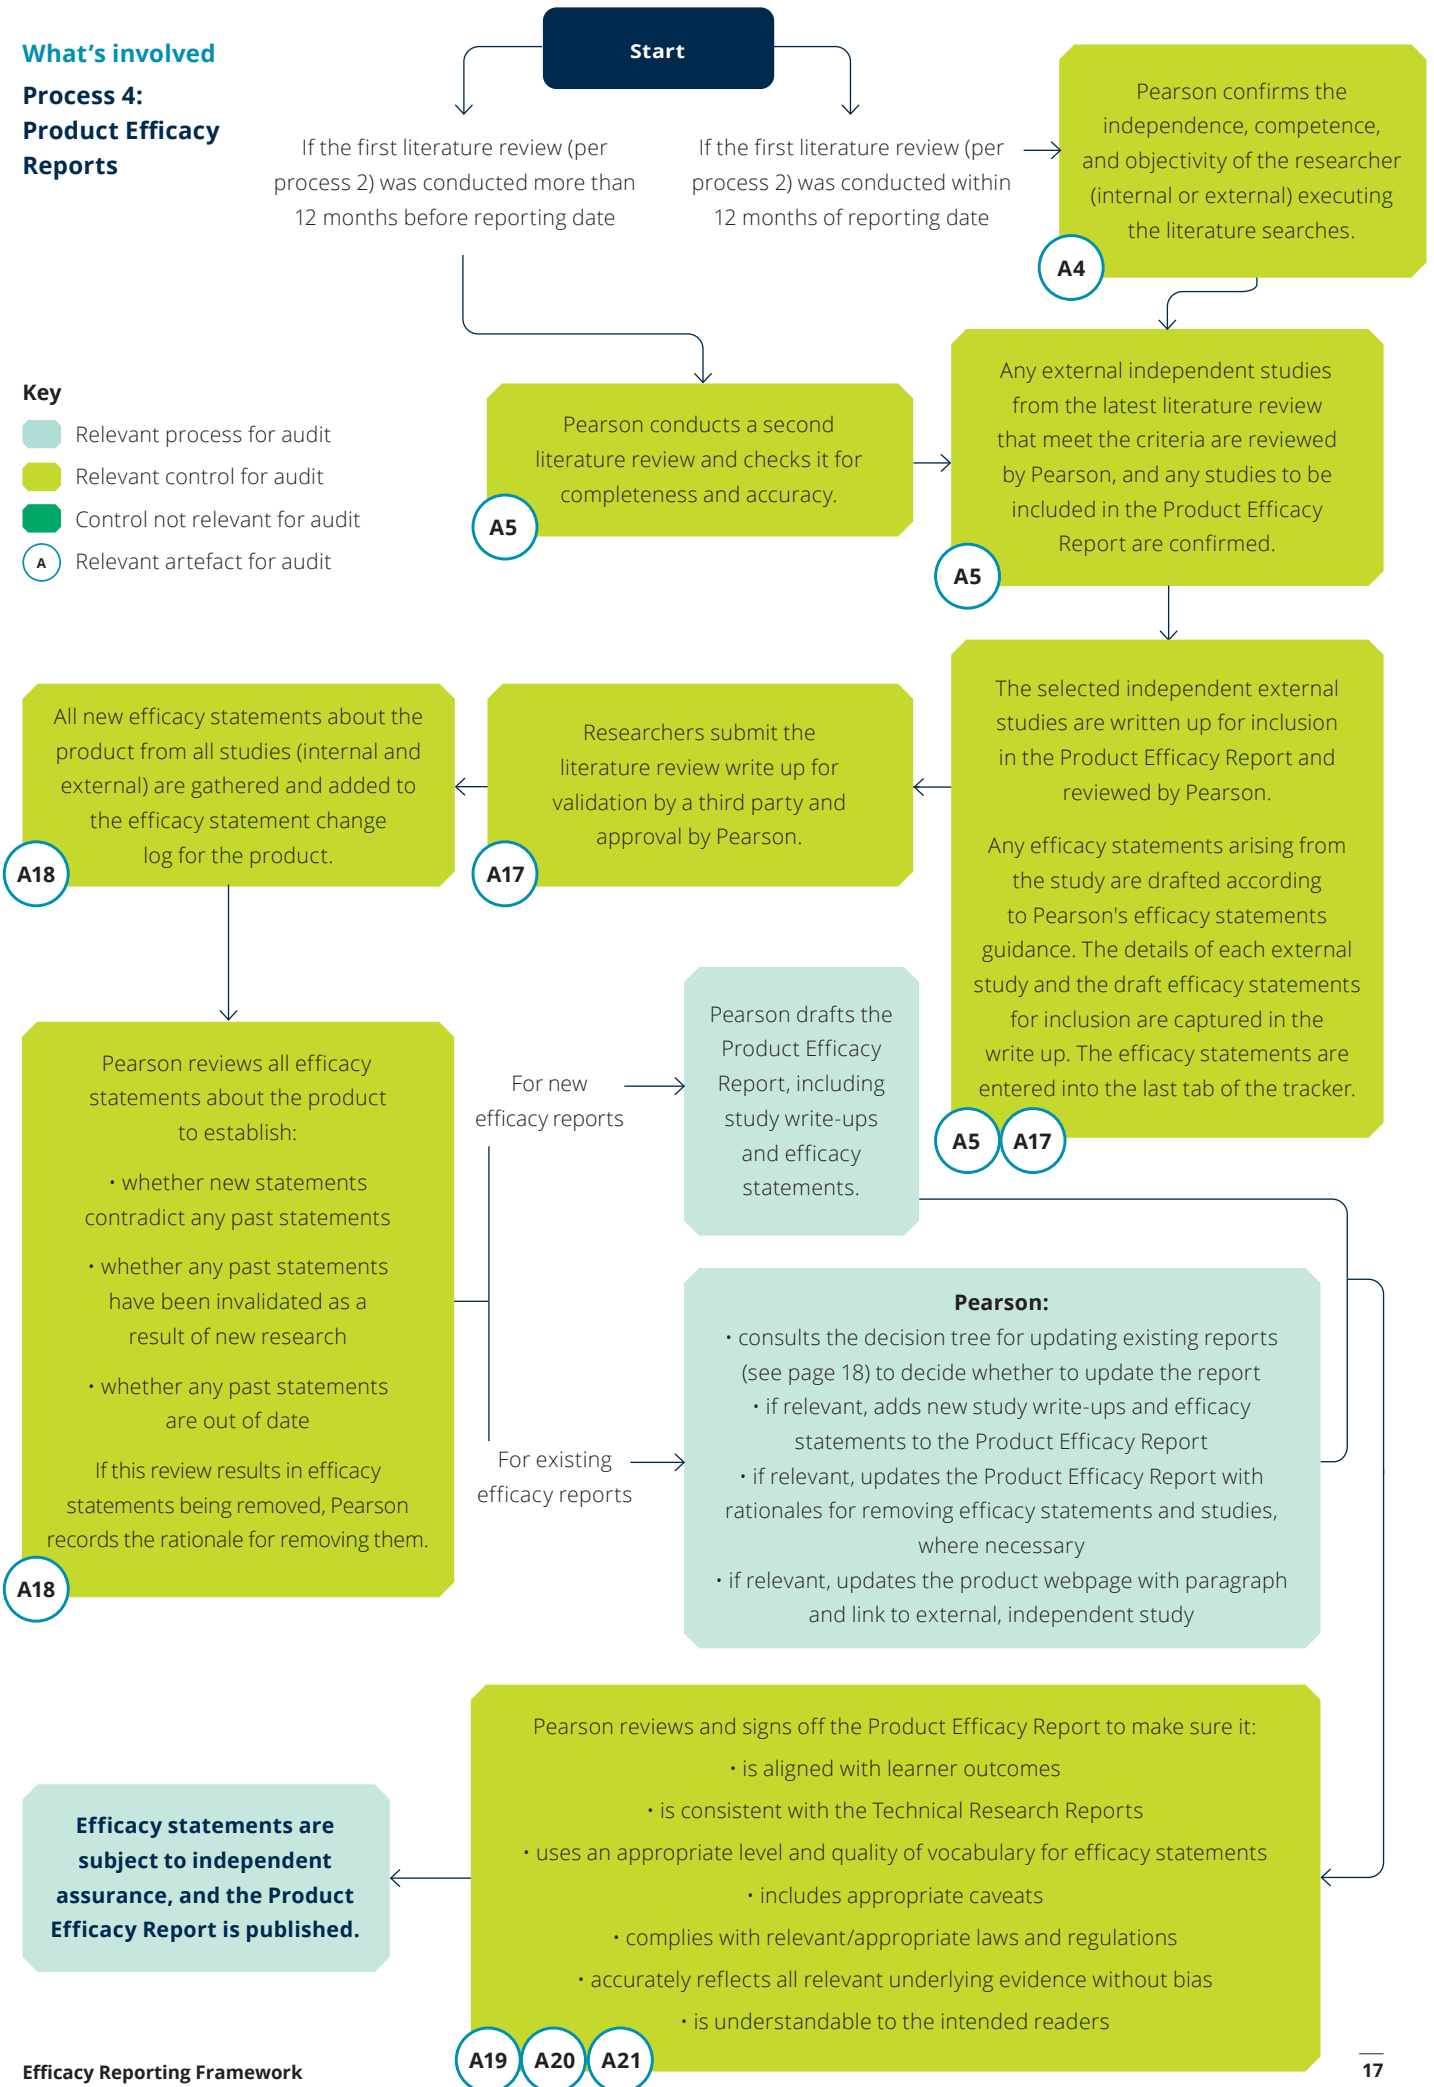 What's involved
Process 4:
Product Efficacy
Reports
Start
If the first literature review (per
process 2) was conducted more than
12 months before reporting date
If the first literature review (per
process 2) was conducted within
12 months of reporting date
Pearson confirms the
independence, competence,
and objectivity of the researcher
(internal or external) executing
the literature searches.
A4
Key
Relevant process for audit
Relevant control for audit
Control not relevant for audit
A Relevant artefact for audit
Pearson conducts a second
literature review and checks it for
completeness and accuracy.
A5
Any external independent studies
from the latest literature review
that meet the criteria are reviewed
by Pearson, and any studies to be
included in the Product Efficacy
Report are confirmed.
A5
The selected independent external
studies are written up for inclusion
in the Product Efficacy Report and
reviewed by Pearson.
Any efficacy statements arising from
the study are drafted according
to Pearson's efficacy statements
guidance. The details of each external
study and the draft efficacy statements
for inclusion are captured in the
write up. The efficacy statements are
entered into the last tab of the tracker.
A5 A17
Researchers submit the
literature review write up for
validation by a third party and
approval by Pearson.
A17
All new efficacy statements about the
product from all studies (internal and
external) are gathered and added to
the efficacy statement change
log for the product.
A18
Pearson reviews all efficacy
statements about the product
to establish:
• whether new statements
contradict any past statements
• whether any past statements
have been invalidated as a
result of new research
• whether any past statements
are out of date
If this review results in efficacy
statements being removed, Pearson
records the rationale for removing them.
A18
For new
efficacy reports
Pearson drafts the
Product Efficacy
Report, including
study write-ups
and efficacy
statements.
For existing
efficacy reports
Pearson:
• consults the decision tree for updating existing reports
(see page 18) to decide whether to update the report
• if relevant, adds new study write-ups and efficacy
statements to the Product Efficacy Report
• if relevant, updates the Product Efficacy Report with
rationales for removing efficacy statements and studies,
where necessary
• if relevant, updates the product webpage with paragraph
and link to external, independent study
Pearson reviews and signs off the Product Efficacy Report to make sure it:
• is aligned with learner outcomes
• is consistent with the Technical Research Reports
• uses an appropriate level and quality of vocabulary for efficacy statements
• includes appropriate caveats
• complies with relevant/appropriate laws and regulations
• accurately reflects all relevant underlying evidence without bias
• is understandable to the intended readers
A19 A20 A21
Efficacy statements are
subject to independent
assurance, and the Product
Efficacy Report is published.
Efficacy Reporting Framework
17